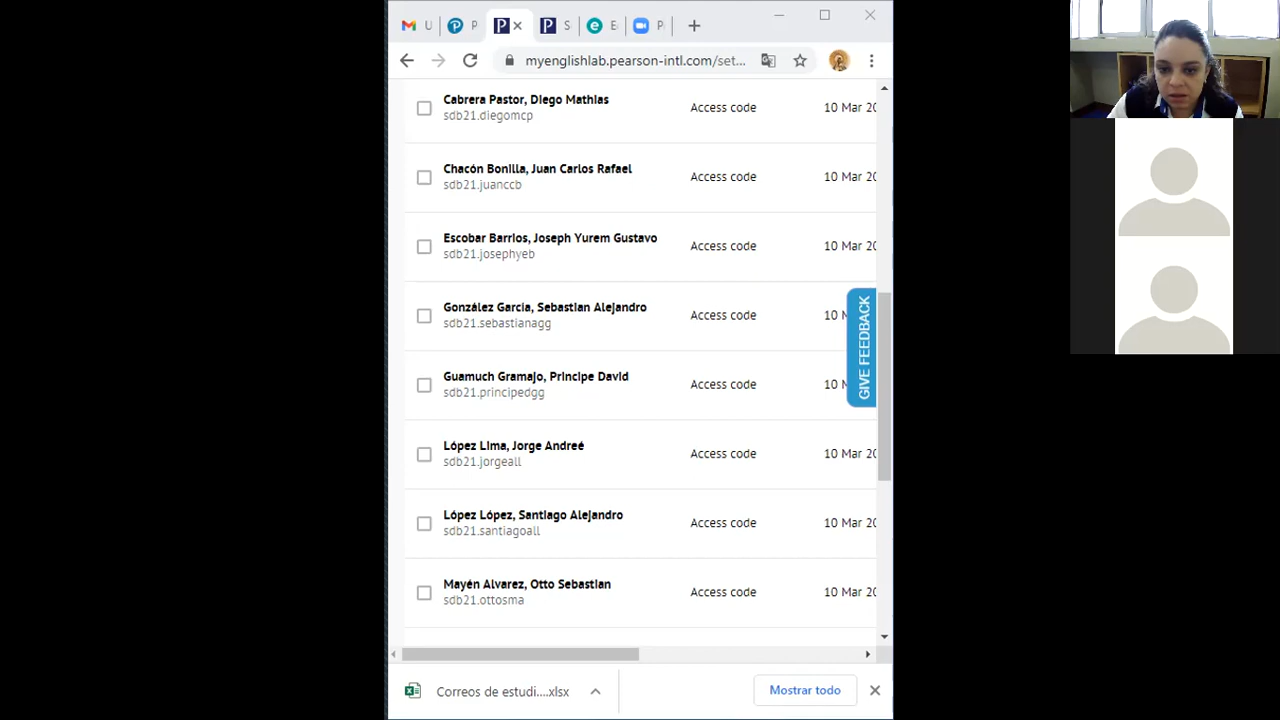 U
P
S
E
P
myenglishlab.pearson-intl.com/set...
Cabrera Pastor, Diego Mathias
sdb21.diegomcp
Access code
10 Mar 20
Chacón Bonilla, Juan Carlos Rafael
sdb21.juanccb
Access code
10 Mar 20
Escobar Barrios, Joseph Yurem Gustavo
sdb21.josephyeb
Access code
10 Mar 20
González Garcia, Sebastian Alejandro
sdb21.sebastianagg
Access code
10 M
GIVE FEEDBACK
Guamuch Gramajo, Principe David
sdb21.principedgg
Access code
10 M
López Lima, Jorge Andreé
sdb21.jorgeall
Access code
10 Mar 20
López López, Santiago Alejandro
sdb21.santiagoall
Access code
10 Mar 20
Mayén Alvarez, Otto Sebastian
sdb21.ottosma
Access code
10 Mar 20
Correos de estudi....xlsx
Mostrar todo